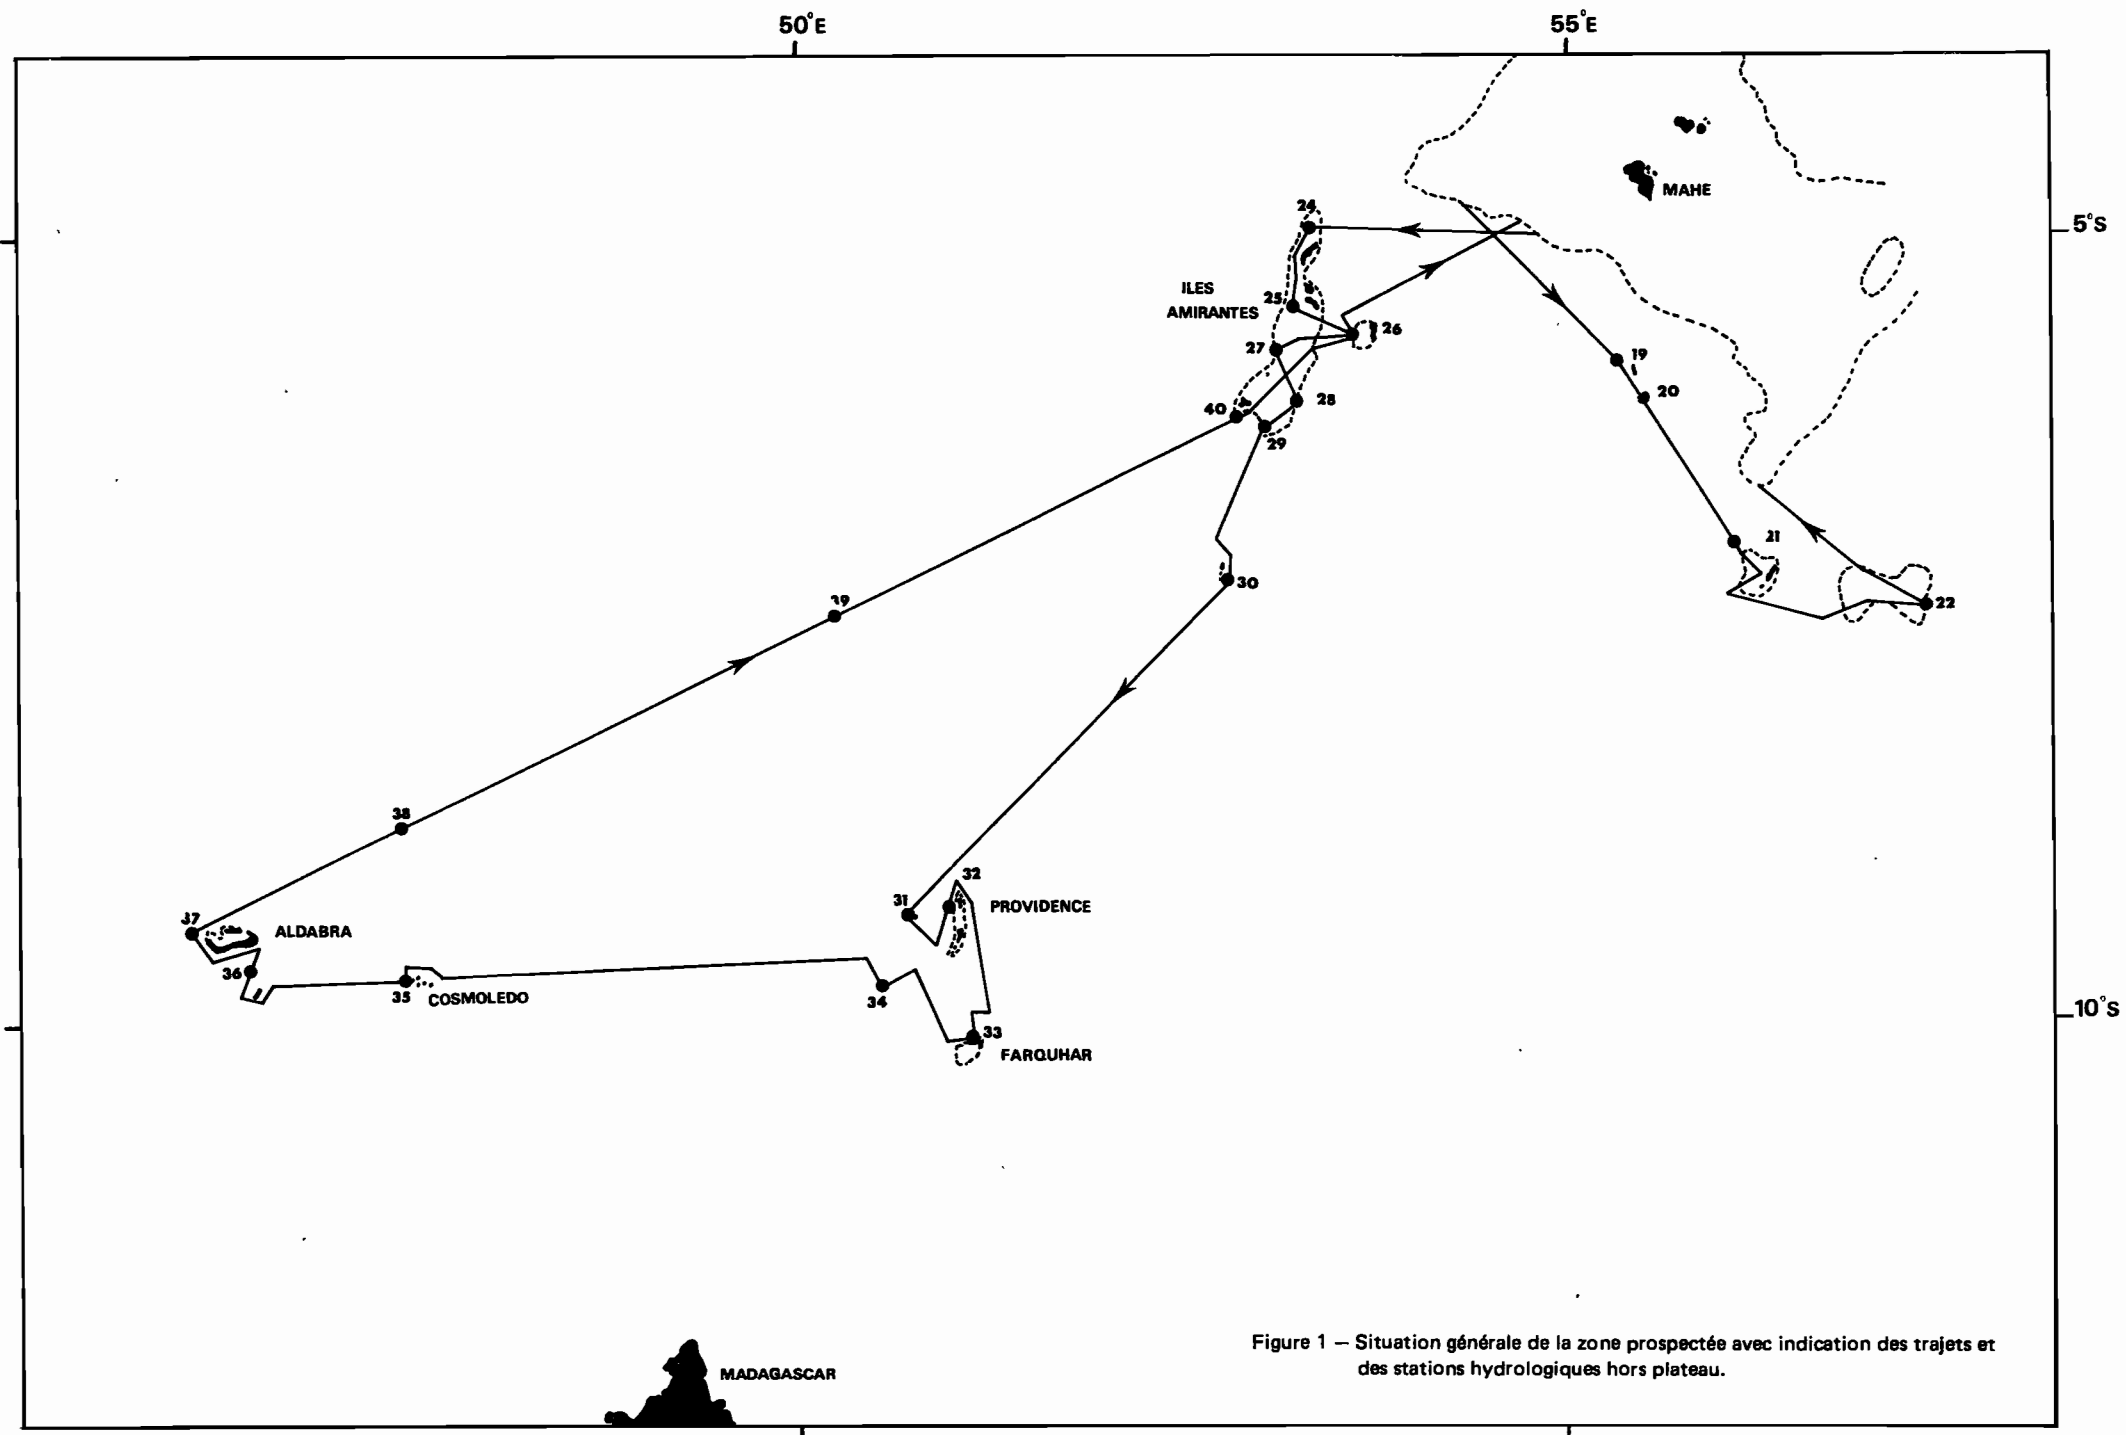 50°E
55°E
MAHE
24
5°S
ILES
AMIRANTES
25
26
27
19
20
40
28
29
21
30
22
39
38
32
31
PROVIDENCE
37
ALDABRA
36
35
COSMOLEDO
34
10°S
33
FARQUHAR
Figure 1 — Situation générale de la zone prospectée avec indication des trajets et
des stations hydrologiques hors plateau.
MADAGASCAR